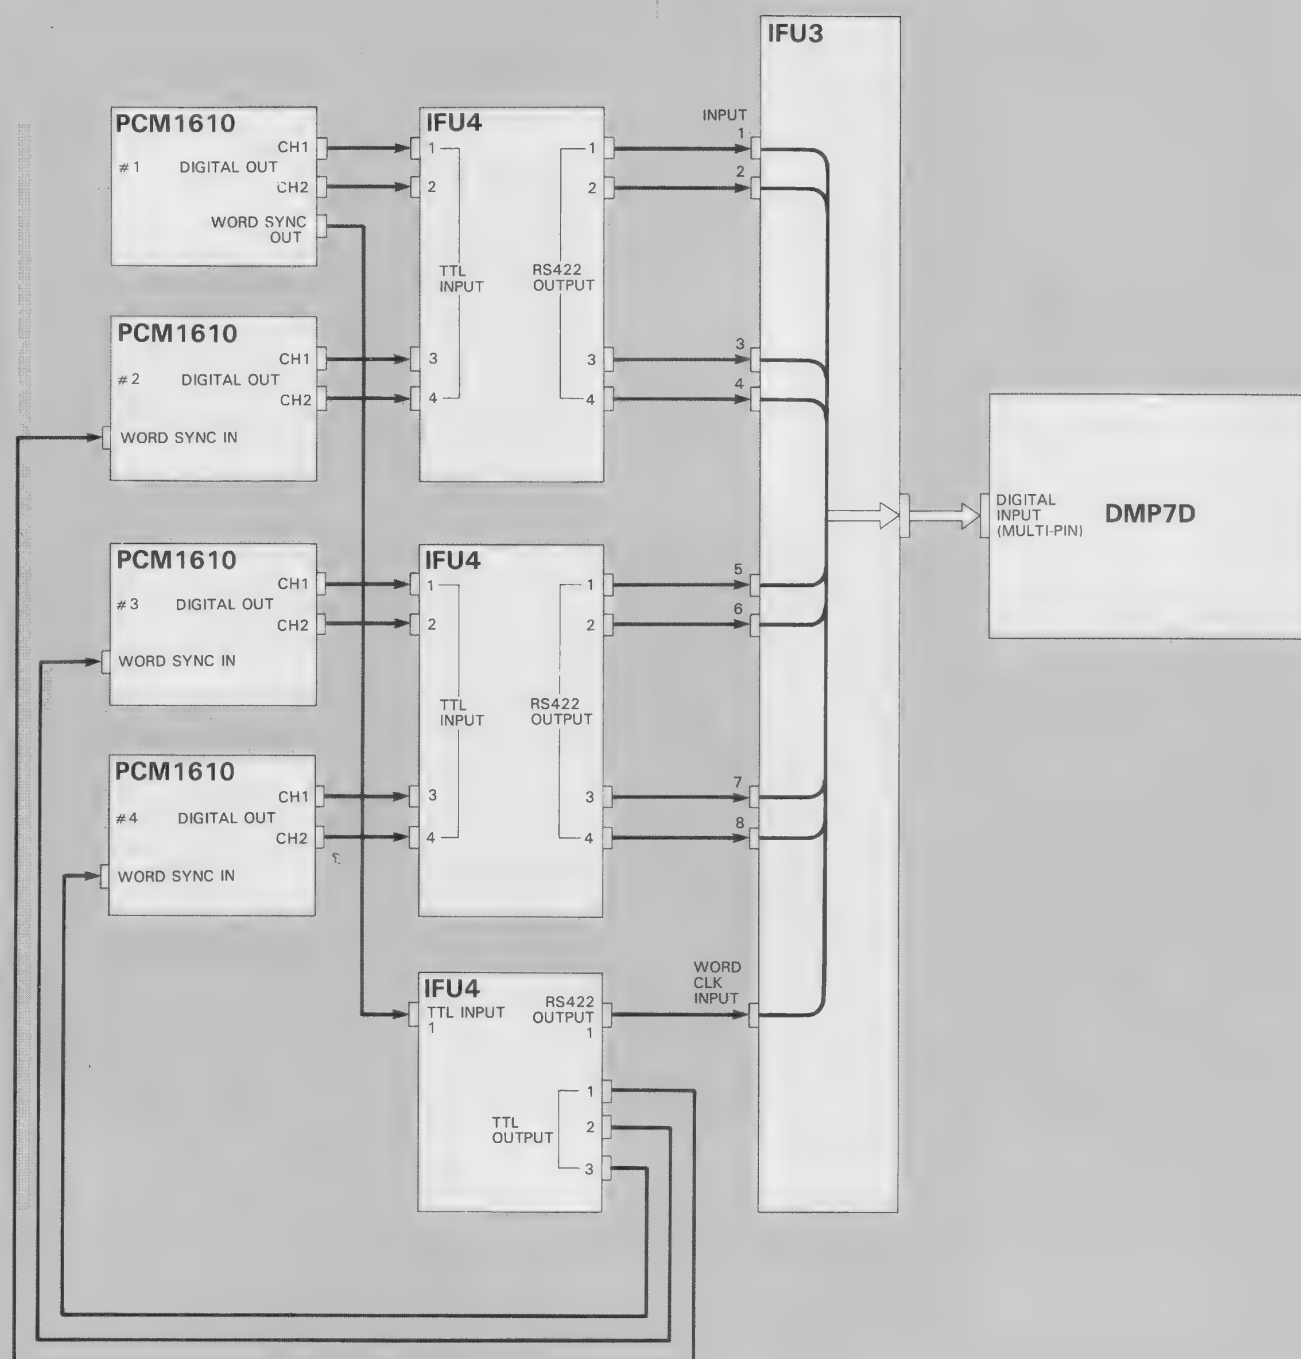 IFU3
PCM1610
#1 DIGITAL OUT
CH1
CH2
WORD SYNC
OUT
IFU4
1
2
TTL
INPUT
3
4
RS422
OUTPUT
1
2
3
4
INPUT
1
2
3
4
PCM1610
#2 DIGITAL OUT
CH1
CH2
WORD SYNC IN
DIGITAL
INPUT
(MULTI-PIN)
DMP7D
PCM1610
#3 DIGITAL OUT
CH1
CH2
WORD SYNC IN
IFU4
1
2
TTL
INPUT
3
4
RS422
OUTPUT
1
2
3
4
5
6
7
8
PCM1610
#4 DIGITAL OUT
CH1
CH2
WORD SYNC IN
IFU4
TTL INPUT
1
RS422
OUTPUT
1
WORD
CLK
INPUT
TTL
OUTPUT
1
2
3